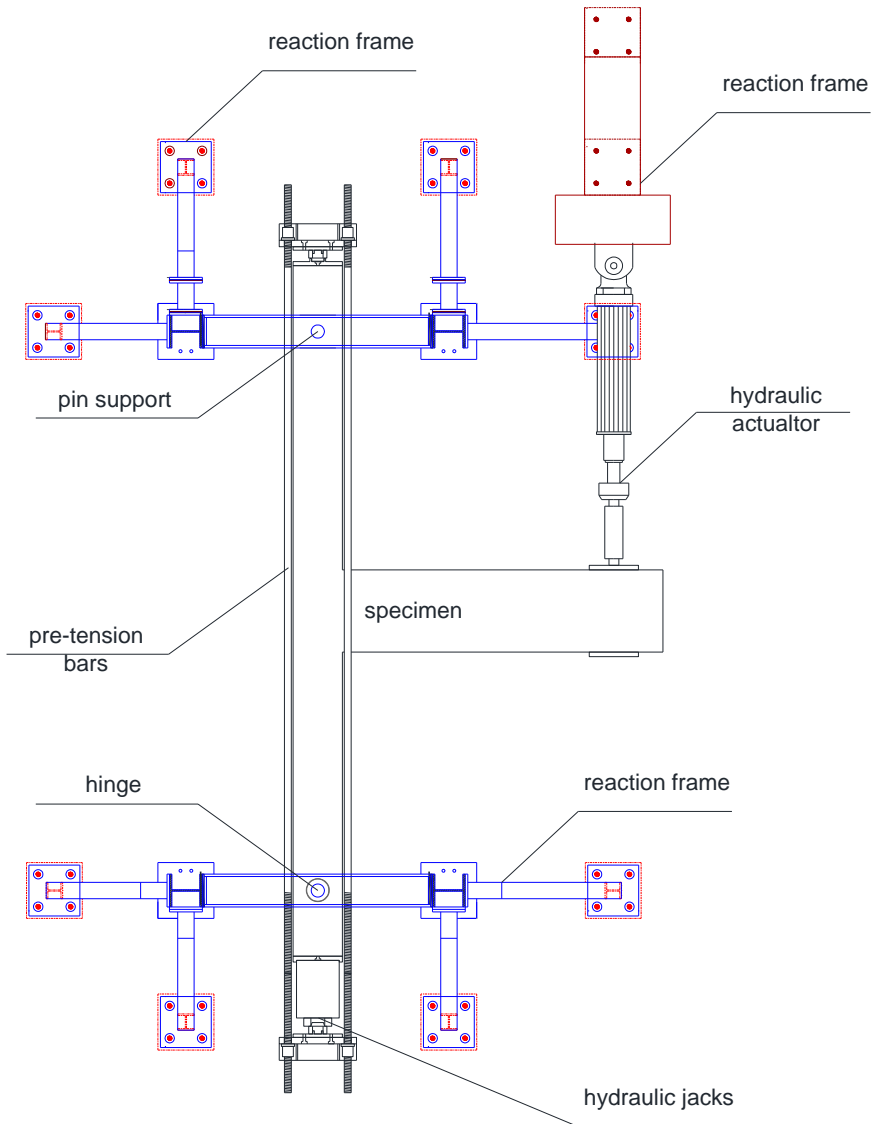 reaction frame
reaction frame
pin support
hydraulic
actualtor
specimen
pre-tension
bars
hinge
reaction frame
hydraulic jacks